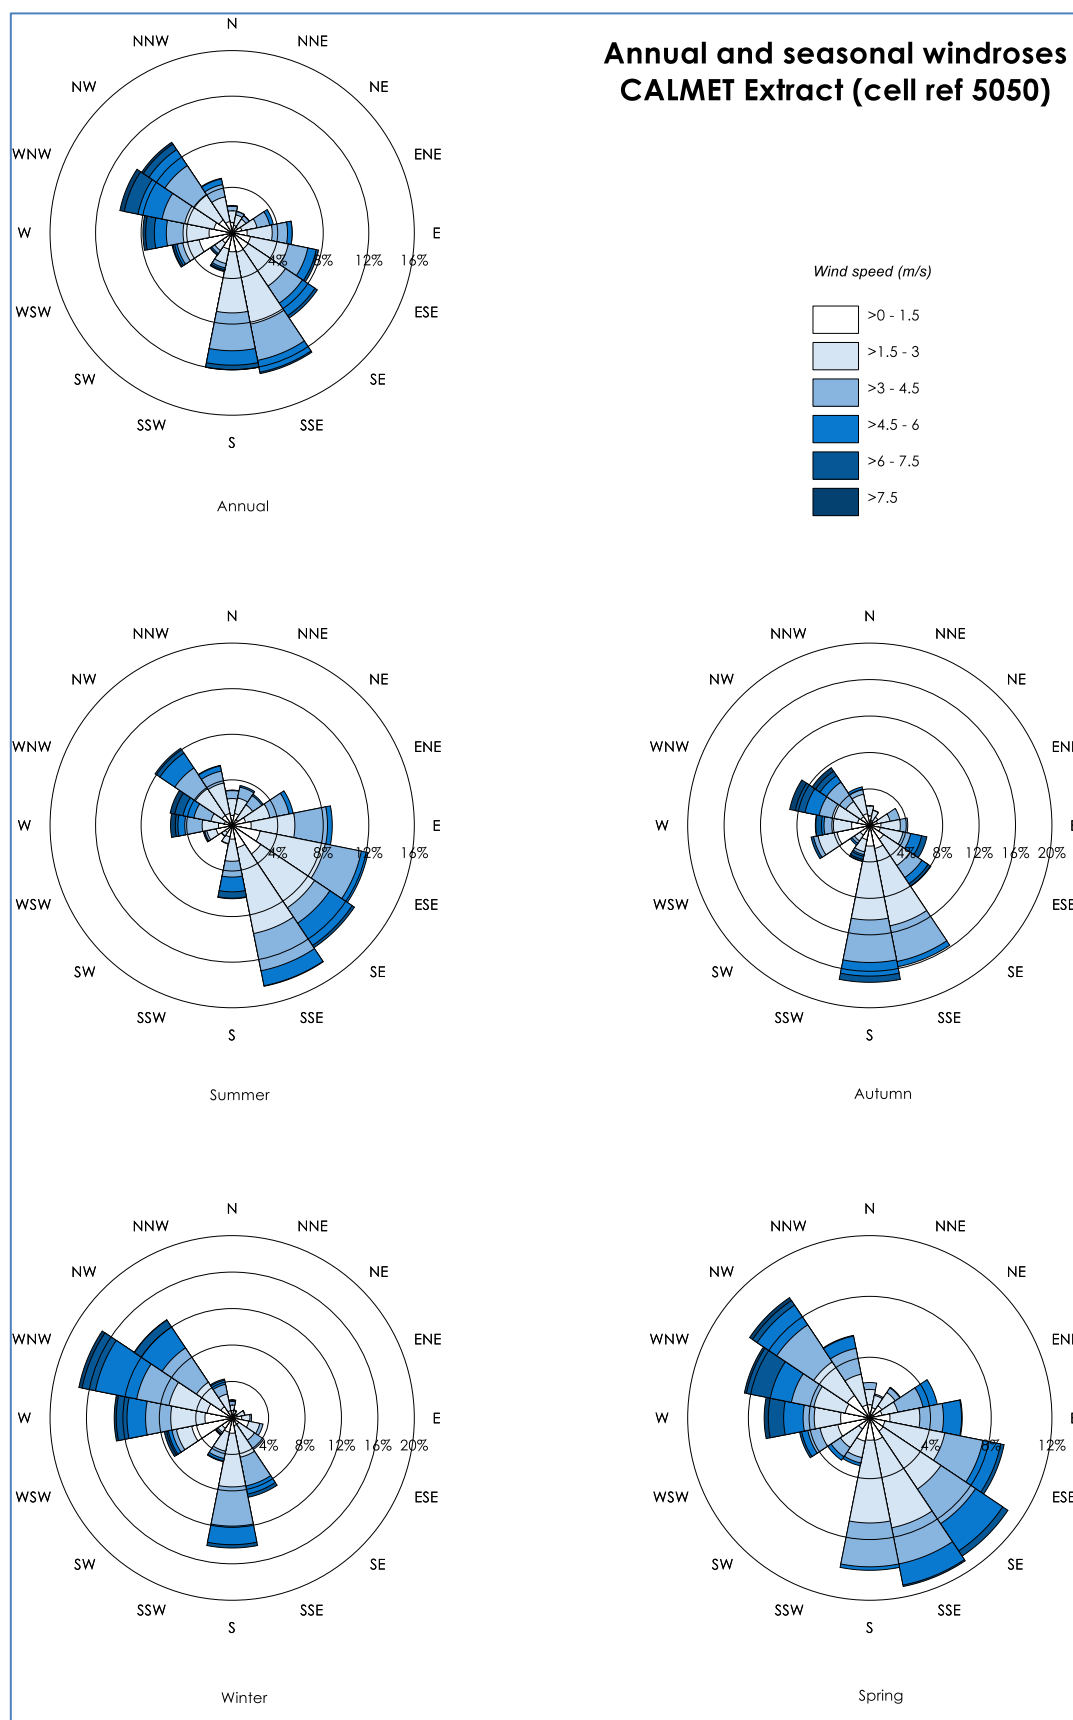 Annual and seasonal windroses
CALMET Extract (cell ref 5050)
N
NNW NNE
NW NE
WNW ENE
W E
4% 8% 12% 16%
WSW ESE
SW SE
SSW SSE
S
Annual
Wind speed (m/s)
>0 - 1.5
>1.5 - 3
>3 - 4.5
>4.5 - 6
>6 - 7.5
>7.5
N
NNW NNE
NW NE
WNW ENE
W E
4% 8% 12% 16%
WSW ESE
SW SE
SSW SSE
S
Summer
N
NNW NNE
NW NE
WNW ENE
W E
4% 8% 12% 16% 20%
WSW ESE
SW SE
SSW SSE
S
Autumn
N
NNW NNE
NW NE
WNW ENE
W E
4% 8% 12% 16% 20%
WSW ESE
SW SE
SSW SSE
S
Winter
N
NNW NNE
NW NE
WNW ENE
W E
4% 8% 12%
WSW ESE
SW SE
SSW SSE
S
Spring